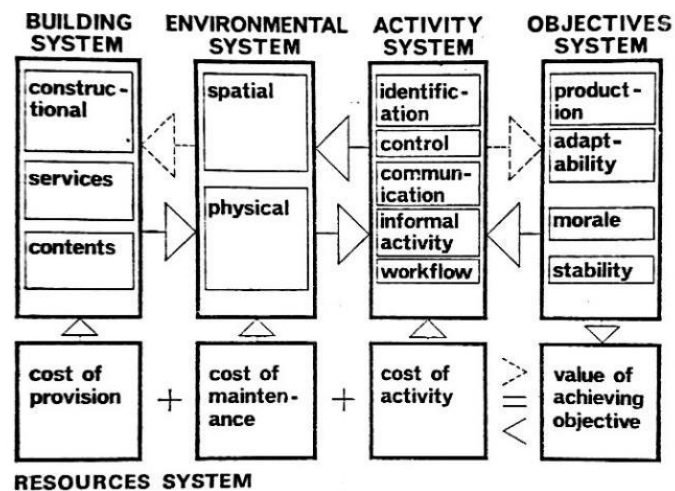 BUILDING SYSTEM
ENVIRONMENTAL SYSTEM
ACTIVITY SYSTEM
OBJECTIVES SYSTEM
construc-
tional
services
contents
spatial
physical
identific-
ation
control
commun-
ication
informal
activity
workflow
product-
ion
adapt-
ability
morale
stability
cost of
provision
+
cost of
mainten-
ance
+
cost of
activity
>
=
<
value of
achieving
objective
RESOURCES SYSTEM